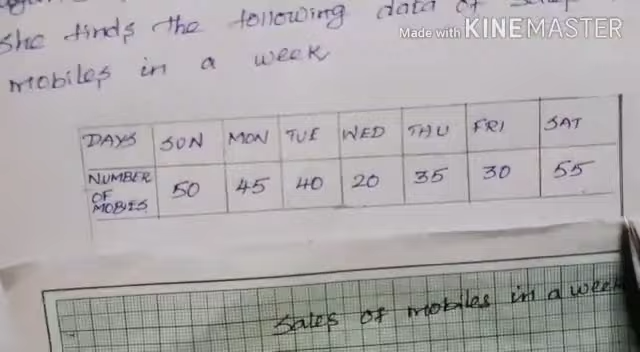 she finds the following data of
mobiles in a week
Made with KINEMASTER
DAYS SUN MON TUE WED THU FRI SAT
NUMBER OF MOBIES 50 45 40 20 35 30 55
Sales of mobiles in a week